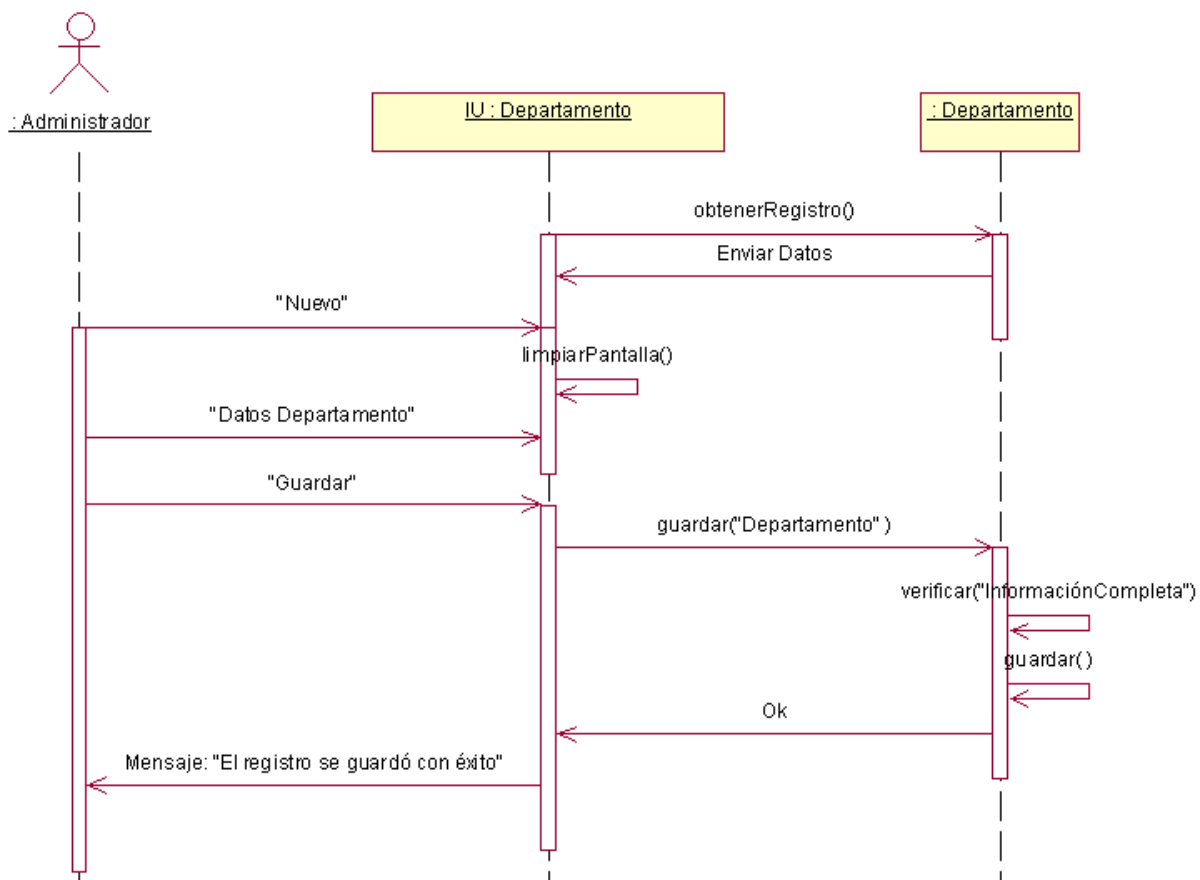 : Administrador
IU : Departamento
: Departamento
obtenerRegistro()
Enviar Datos
"Nuevo"
limpiarPantalla()
"Datos Departamento"
"Guardar"
guardar("Departamento" )
verificar("InformaciónCompleta")
guardar( )
Ok
Mensaje: "El registro se guardó con éxito"